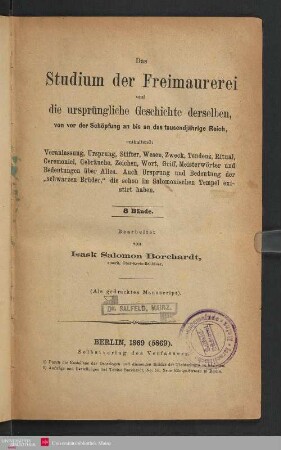 Das
Studium der Freimaurerei
und
die ursprüngliche Geschichte derselben,
von vor der Schöpfung an bis an das tausendjährige Reich,
enthaltend:
Veranlassung, Ursprung, Stifter, Wesen, Zweck, Tendenz, Ritual,
Ceremoniel, Gebräuche, Zeichen, Wort, Griff, Meisterwörter und
Bedeutungen über Alles. Auch Ursprung und Bedeutung der
„schwarzen Brüder,“ die schon im Salomonischen Tempel exi-
stirt haben.
8 Bände.
Bearbeitet
von
Isaak Salomon Borchardt,
(Als gedrucktes Manuscript).
DR. SALFELD, MAINZ.
BERLIN, 1869 (5869).
Selbstverlag des Verfassers